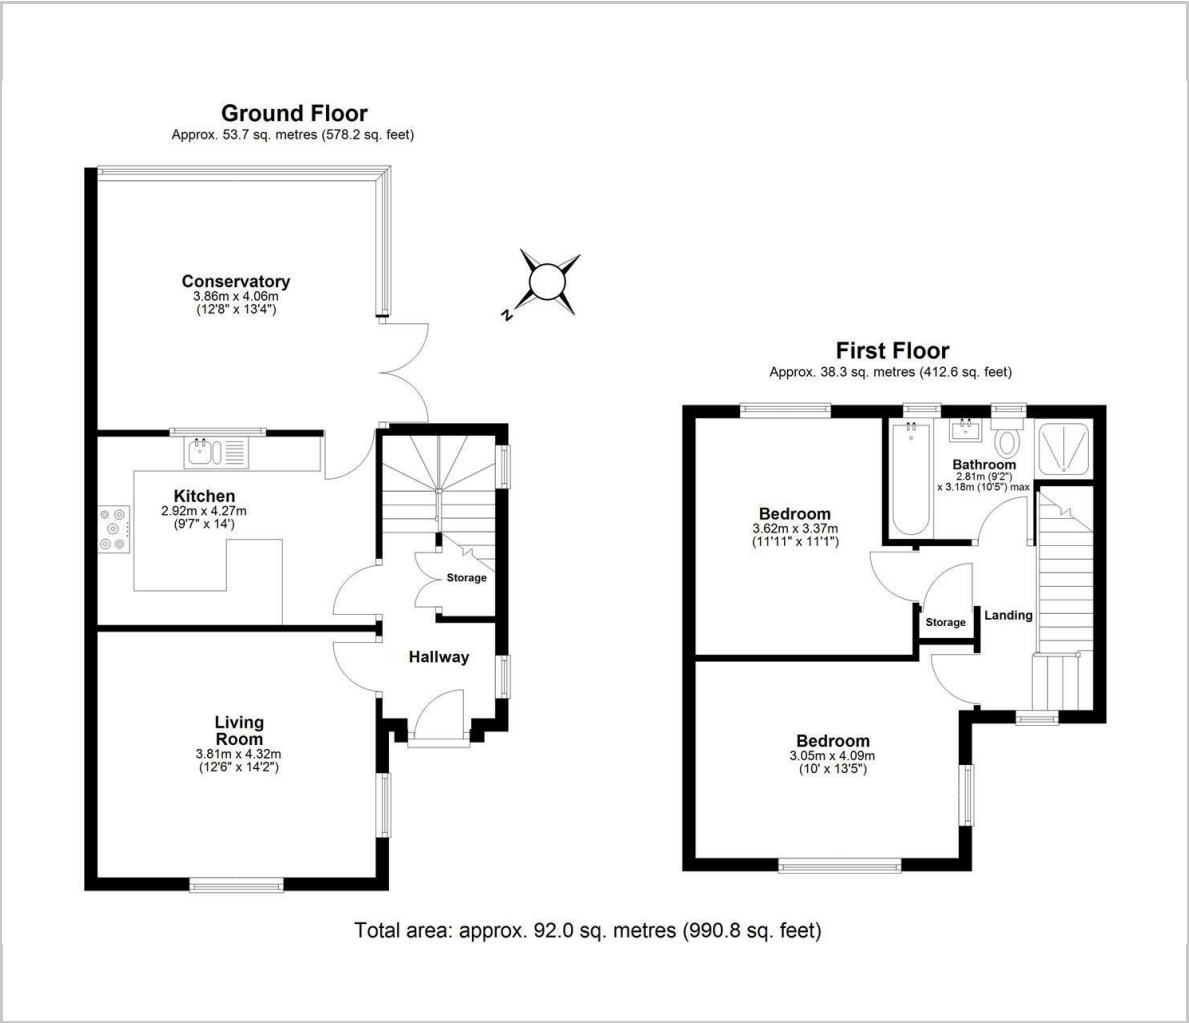 Ground Floor
Approx. 53.7 sq. metres (578.2 sq. feet)
Conservatory
3.86m x 4.06m
(12'8" x 13'4")
N
Kitchen
2.92m x 4.27m
(9'7" x 14')
Storage
Hallway
Living
Room
3.81m x 4.32m
(12'6" x 14'2")
First Floor
Approx. 38.3 sq. metres (412.6 sq. feet)
Bathroom
2.81m (9'2")
x 3.18m (10'5") max
Bedroom
3.62m x 3.37m
(11'11" x 11'1")
Storage
Landing
Bedroom
3.05m x 4.09m
(10' x 13'5")
Total area: approx. 92.0 sq. metres (990.8 sq. feet)